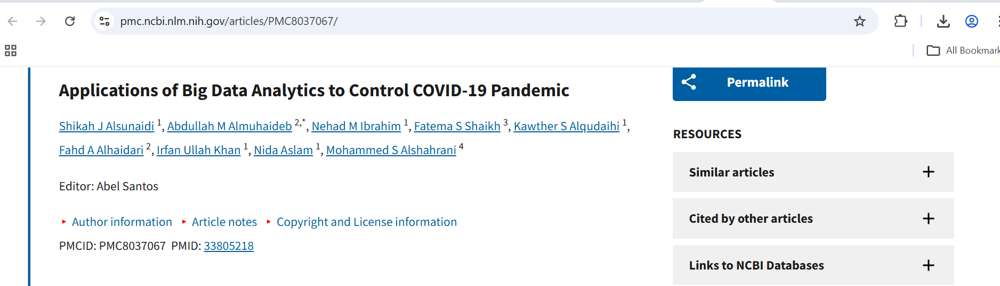 pmc.ncbi.nlm.nih.gov/articles/PMC8037067/
All Bookmark
Applications of Big Data Analytics to Control COVID-19 Pandemic
Permalink
Shikah J Alsunaidi 1, Abdullah M Almuhaideb 2,*, Nehad M Ibrahim 1, Fatema S Shaikh 3, Kawther S Alqudaihi 1,
Fahd A Alhaidari 2, Irfan Ullah Khan 1, Nida Aslam 1, Mohammed S Alshahrani 4
Editor: Abel Santos
Author information Article notes Copyright and License information
PMCID: PMC8037067 PMID: 33805218
RESOURCES
Similar articles
Cited by other articles
Links to NCBI Databases